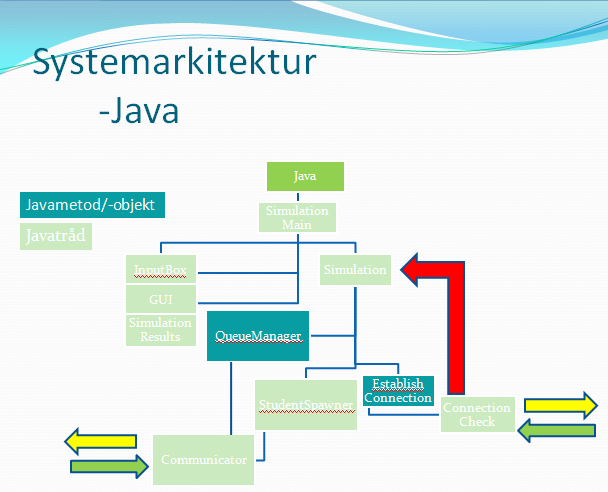 Systemarkitektur
-Java
Java
Javametod/-objekt
Javatråd
Simulation
Main
InputBox
Simulation
GUI
Simulation
Results
QueueManager
Establish
Connection
StudentSpawner
Connection
Check
Communicator